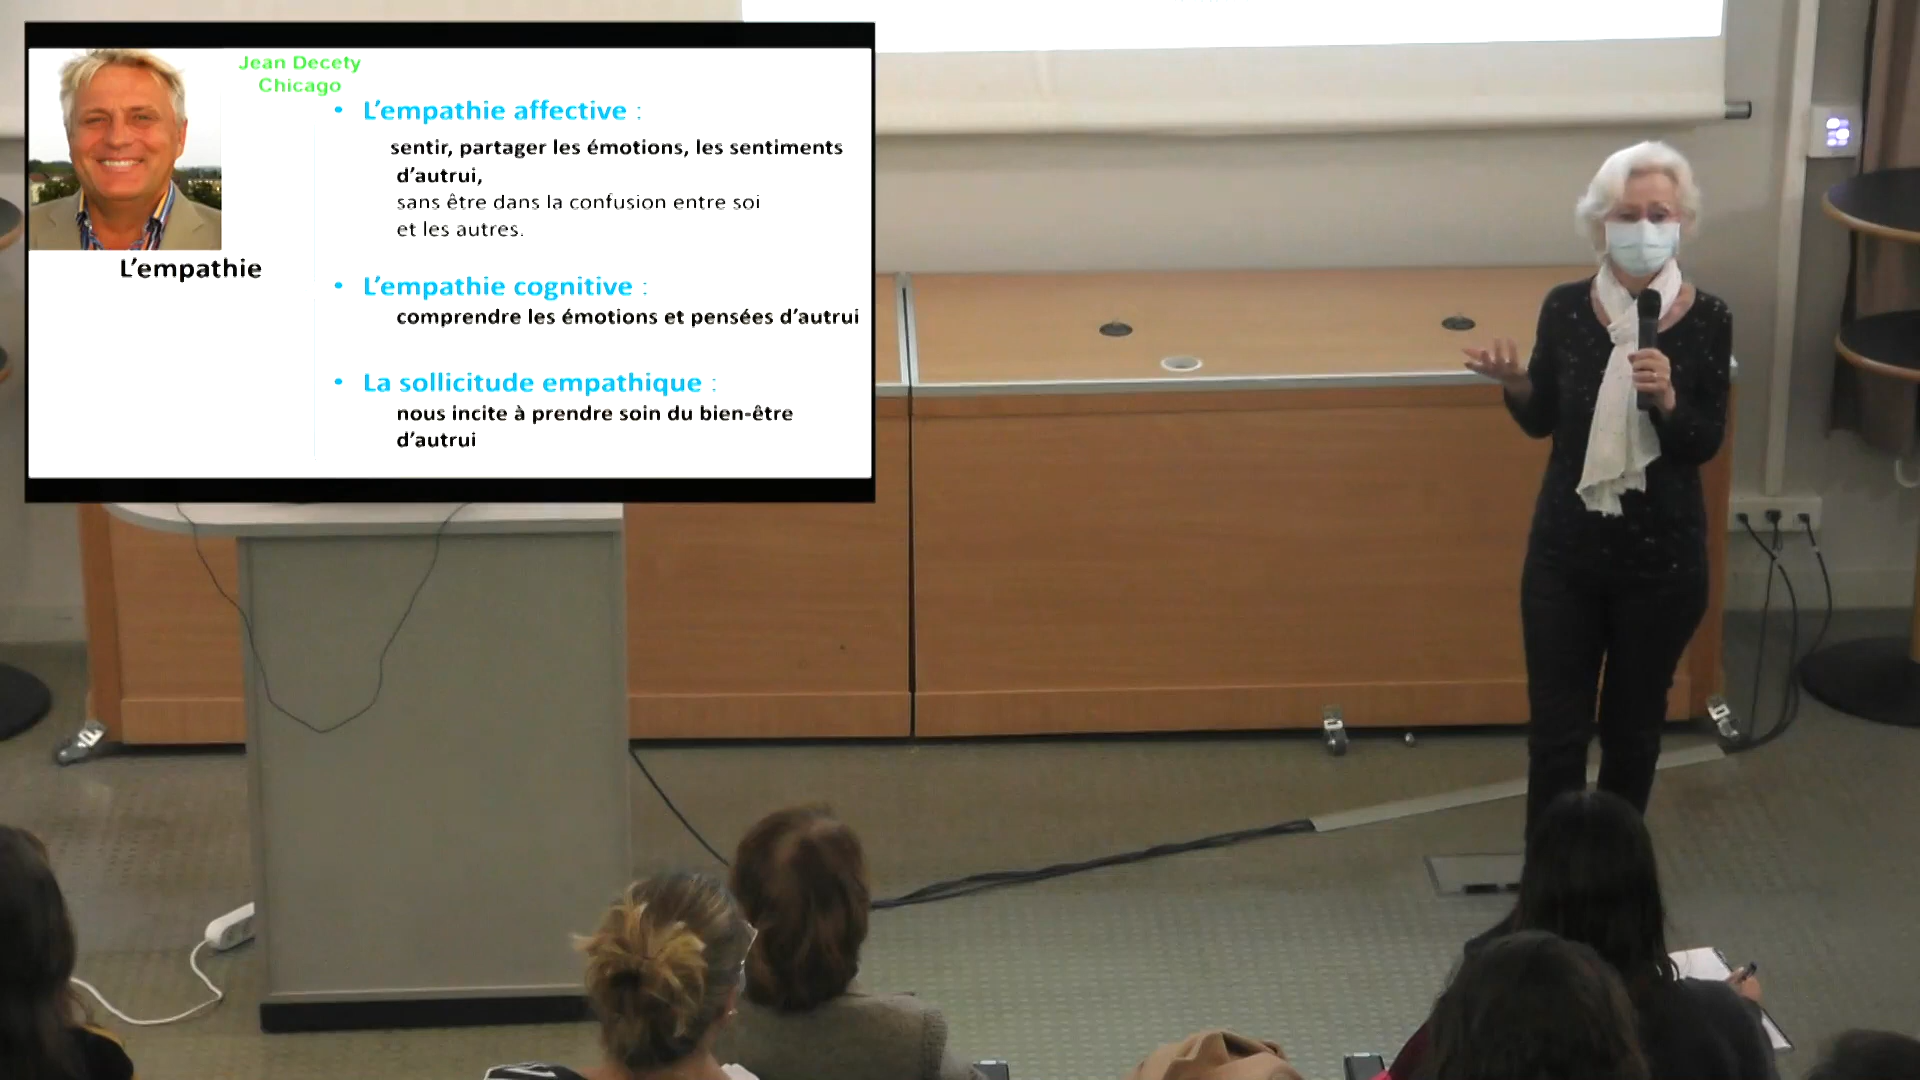 Jean Decety
Chicago
L'empathie
• L'empathie affective :
sentir, partager les émotions, les sentiments
d'autrui,
sans être dans la confusion entre soi
et les autres.
• L'empathie cognitive :
comprendre les émotions et pensées d'autrui
• La sollicitude empathique :
nous incite à prendre soin du bien-être
d'autrui